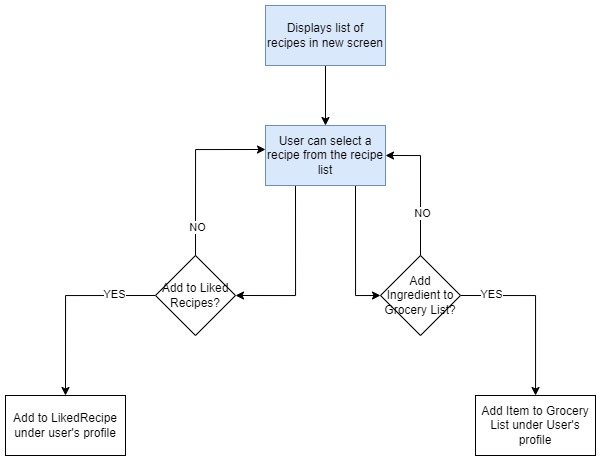 Displays list of
recipes in new screen
User can select a
recipe from the recipe
list
NO
NO
Add to Liked
Recipes?
Add
Ingredient to
Grocery List?
YES
YES
Add to LikedRecipe
under user's profile
Add Item to Grocery
List under User's
profile